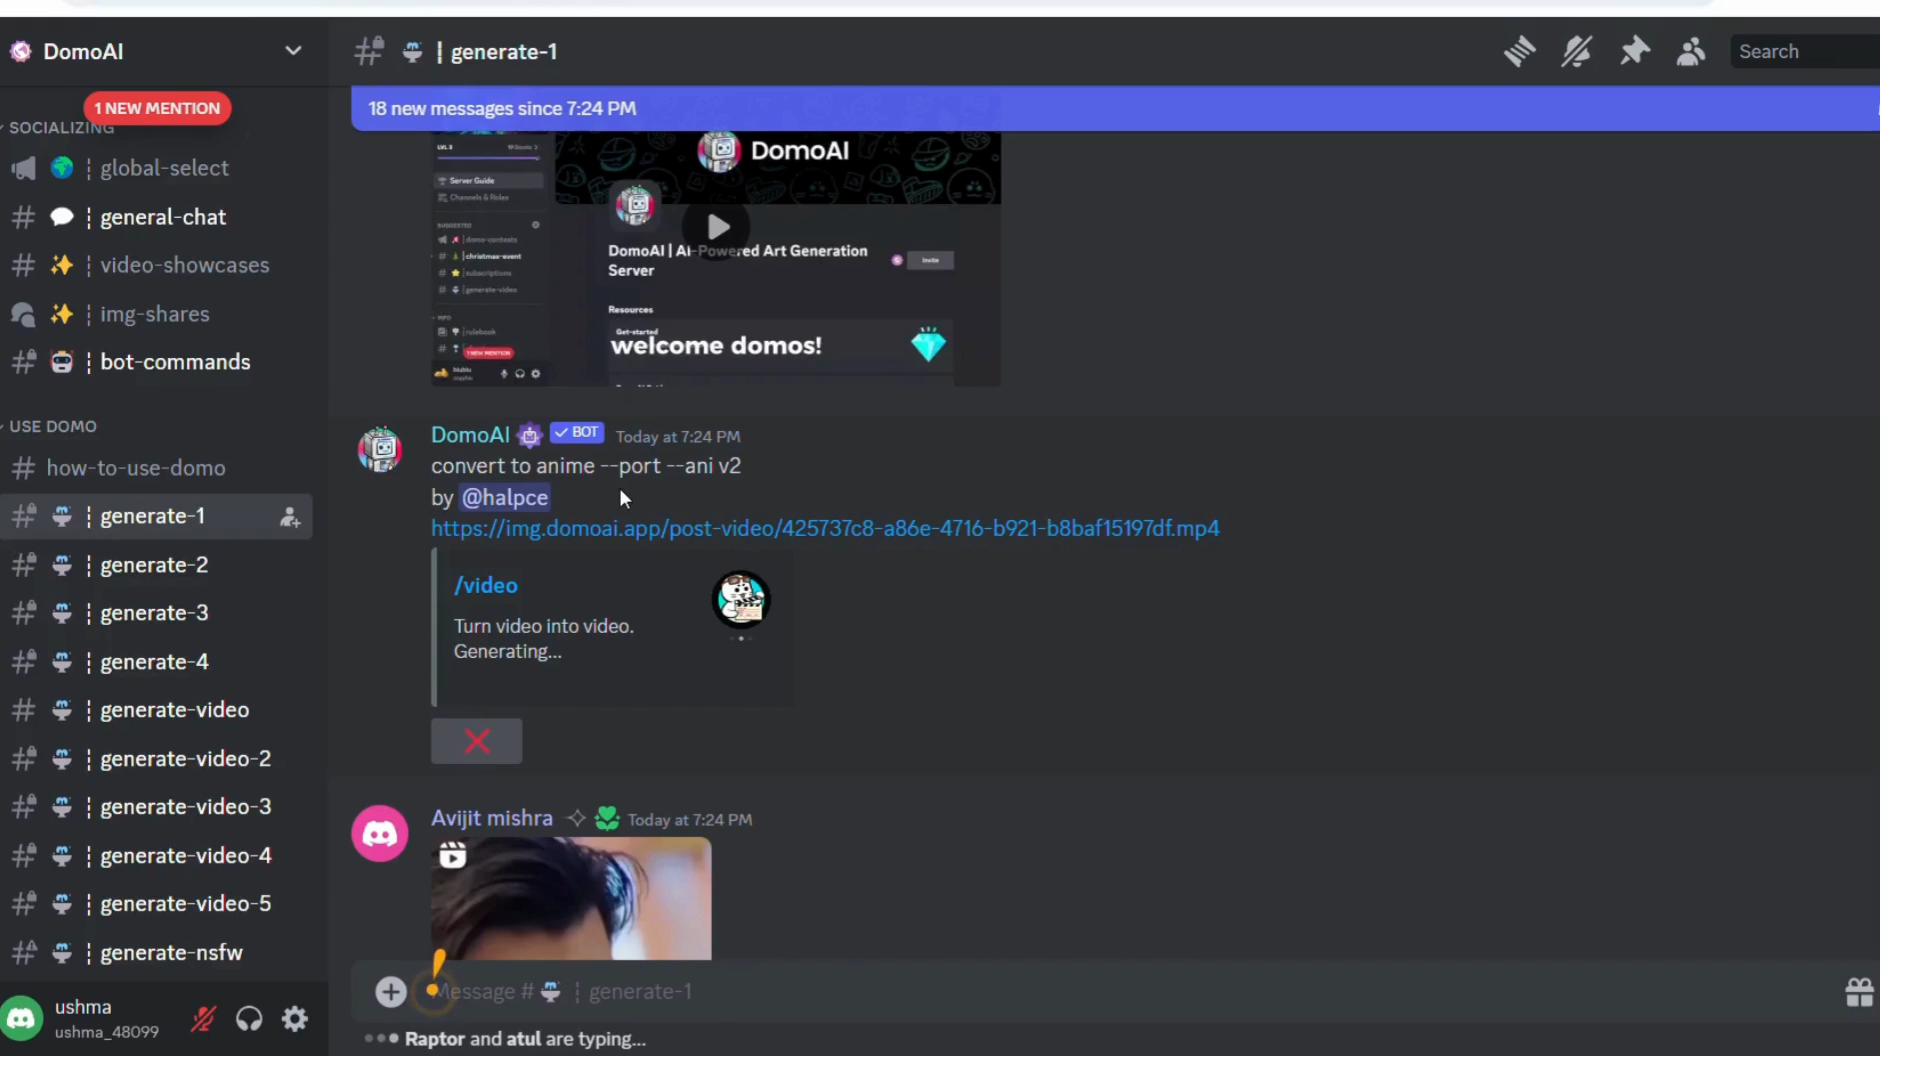 DomoAI
1 NEW MENTION
SOCIALIZING
global-select
general-chat
video-showcases
img-shares
bot-commands
USE DOMO
how-to-use-domo
generate-1
generate-2
generate-3
generate-4
generate-video
generate-video-2
generate-video-3
generate-video-4
generate-video-5
generate-nsfw
ushma
ushma_48099
generate-1
Search
18 new messages since 7:24 PM
LVL 3
Server Guide
Channels & Roles
SUGGESTED
domo-contests
christmas-event
subscriptions
generate-video
INFO
rulebook
1 NEW MENTION
DomoAI
DomoAI | AI-Powered Art Generation
Server
Invite
Resources
Get-started
welcome domos!
DomoAI BOT Today at 7:24 PM
convert to anime --port --ani v2
by @halpce
https://img.domoai.app/post-video/425737c8-a86e-4716-b921-b8baf15197df.mp4
/video
Turn video into video.
Generating...
Avijit mishra Today at 7:24 PM
Message # generate-1
Raptor and atul are typing...